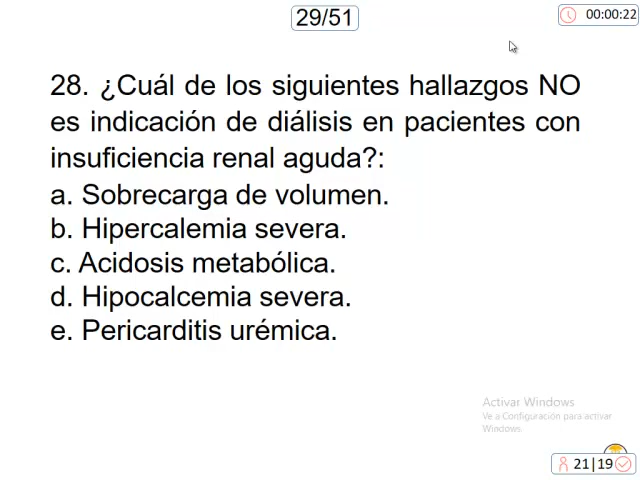 29/51
00:00:22
28. ¿Cuál de los siguientes hallazgos NO
es indicación de diálisis en pacientes con
insuficiencia renal aguda?:
a. Sobrecarga de volumen.
b. Hipercalemia severa.
c. Acidosis metabólica.
d. Hipocalcemia severa.
e. Pericarditis urémica.
Activar Windows
Ve a Configuración para activar
Windows.
21|19